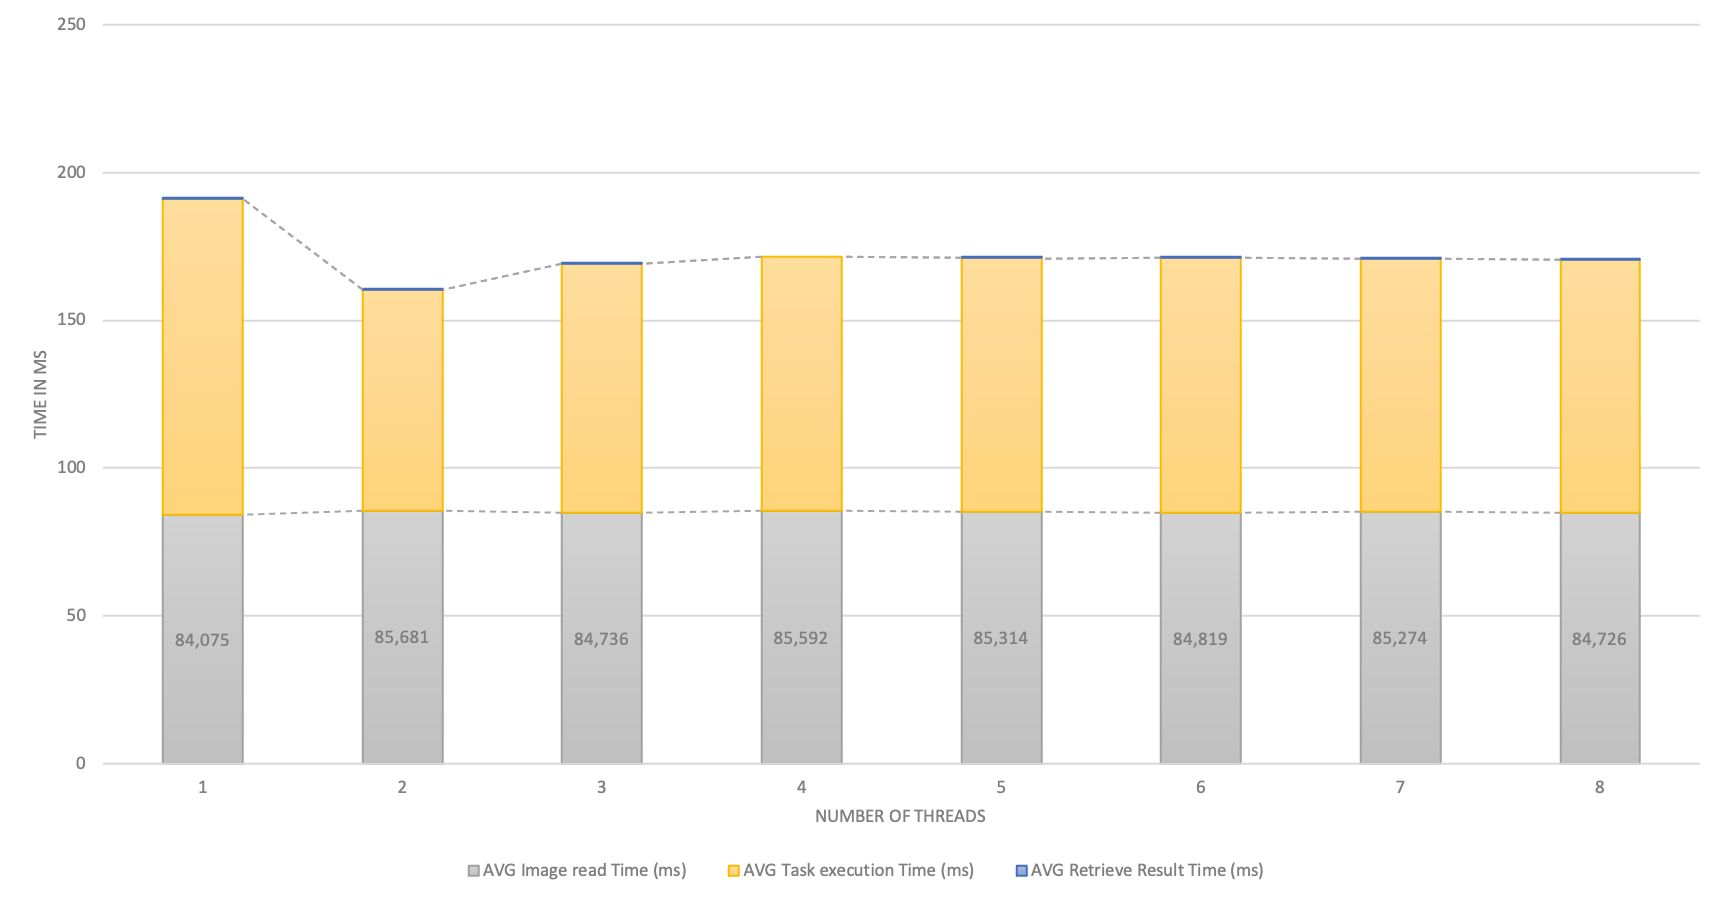 250
200
150
100
50
0
TIME IN MS
84,075 85,681 84,736 85,592 85,314 84,819 85,274 84,726
1 2 3 4 5 6 7 8
NUMBER OF THREADS
AVG Image read Time (ms) AVG Task execution Time (ms) AVG Retrieve Result Time (ms)